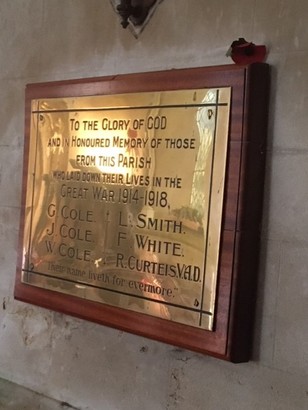 TO THE GLORY OF GOD
AND IN HONOURED MEMORY OF THOSE
FROM THIS PARISH
WHO LAID DOWN THEIR LIVES IN THE
GREAT WAR 1914-1918.
G. COLE. L. SMITH.
J. COLE. F. WHITE.
W. COLE. R. CURTEIS. V.A.D.
"Their name liveth for evermore."